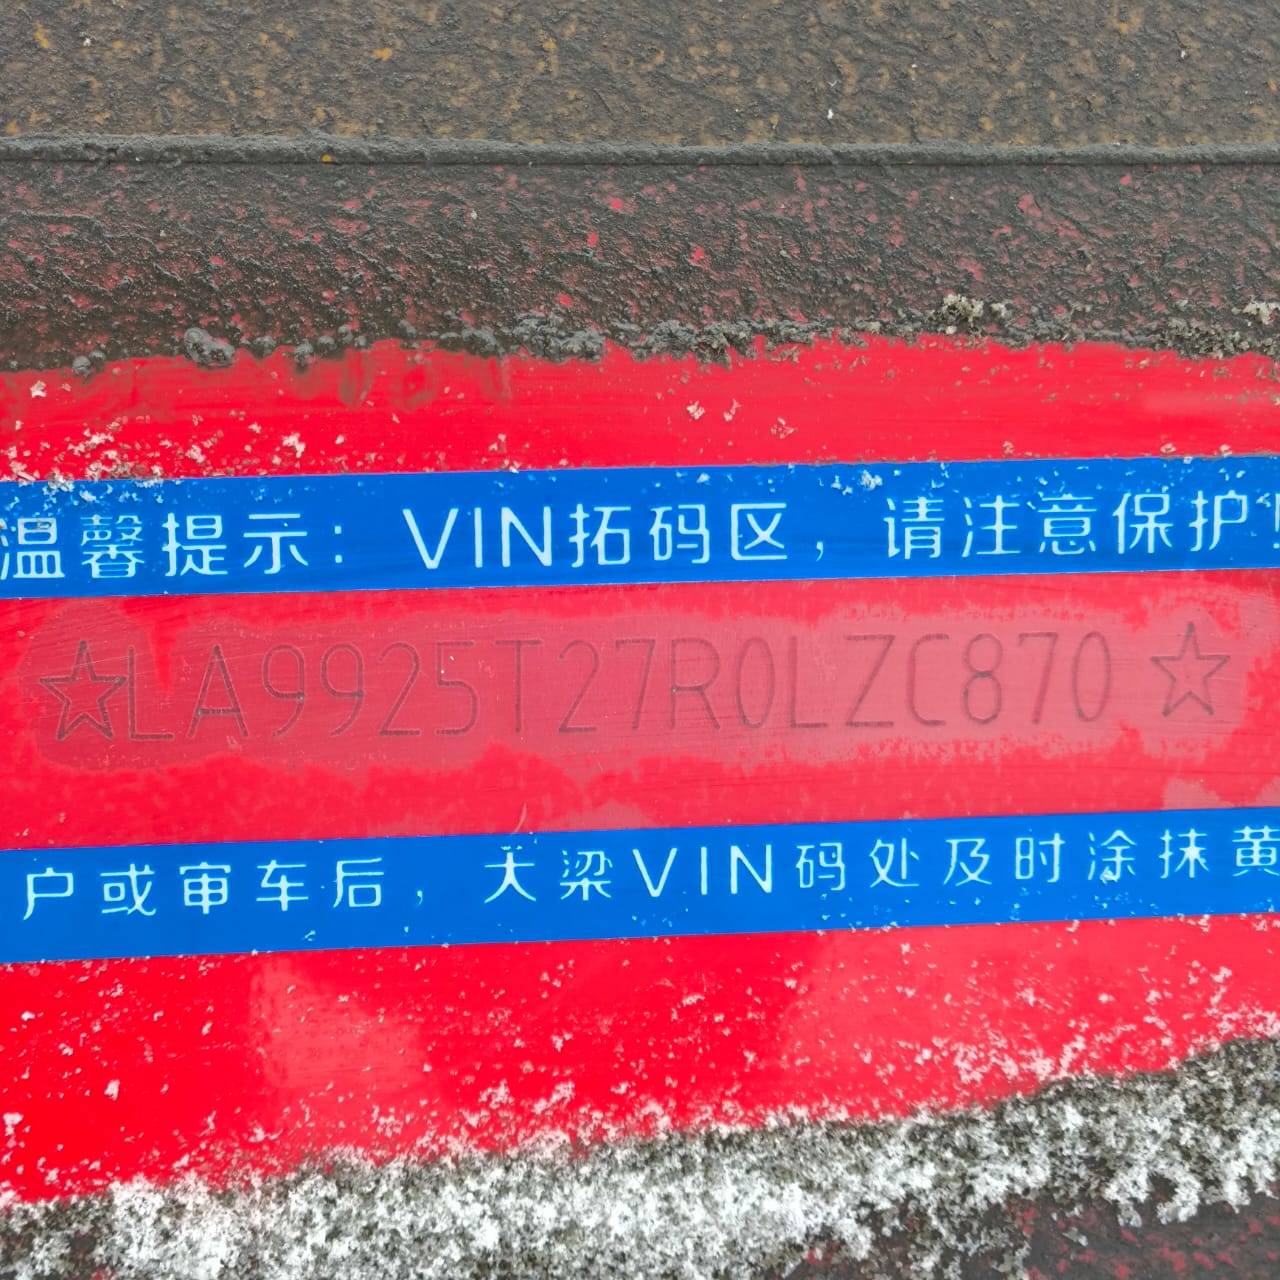 温馨提示：VIN拓码区，请注意保护！
☆LA9925T27R0LZC870☆
户或审车后，大梁VIN码处及时涂抹黄